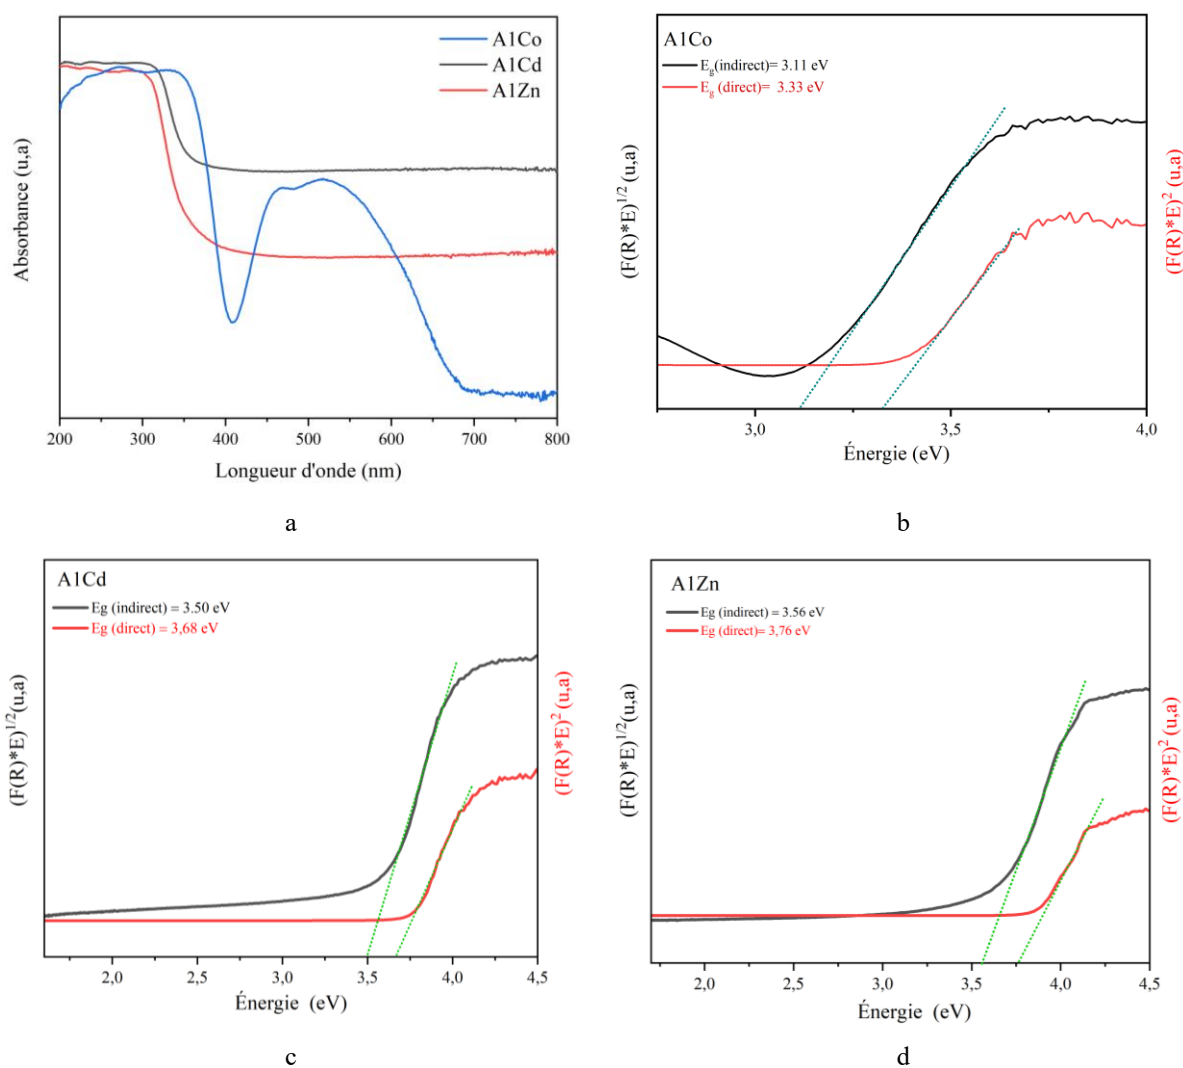 A1Co
A1Cd
A1Zn
Absorbance (u,a)
200 300 400 500 600 700 800
Longueur d'onde (nm)
a
A1Co
Eg(indirect)= 3.11 eV
Eg (direct)= 3.33 eV
(F(R)*E)1/2 (u,a)
(F(R)*E)2 (u,a)
3,0 3,5 4,0
Énergie (eV)
b
A1Cd
Eg (indirect) = 3.50 eV
Eg (direct) = 3,68 eV
(F(R)*E)1/2 (u,a)
(F(R)*E)2 (u,a)
2,0 3,0 3,5 4,0 4,5
Énergie (eV)
c
A1Zn
Eg (indirect) = 3.56 eV
Eg (direct)= 3,76 eV
(F(R)*E)1/2(u,a)
(F(R)*E)2 (u,a)
2,0 2,5 3,0 3,5 4,0 4,5
Énergie (eV)
d